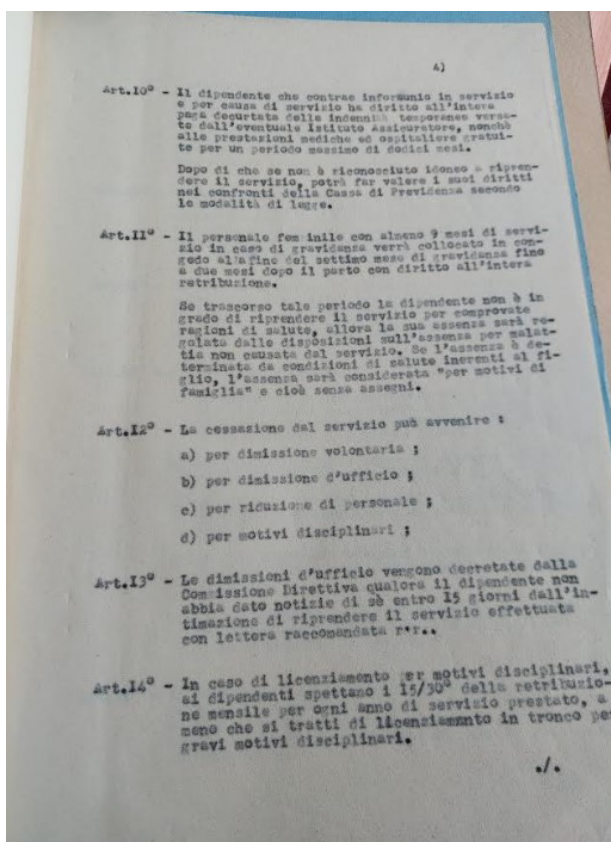 4)
Art.IO° - Il dipendente che contrae informunio in servizio
e per causa di servizio ha diritto all'intera
paga decurtata delle indennità temporanee versa-
te dall'eventuale Istituto Assicuratore, nonchè
alle prestazioni mediche ed ospitaliere gratui-
te per un periodo massimo di dodici mesi.
Dopo di che se non è riconosciuto idoneo a ripren-
dere il servizio, potrà far valere i suoi diritti
nei confronti della Cassa di Previdenza secondo
le modalità di legge.
Art.II° - Il personale fem inile con almeno 9 mesi di servi-
zio in caso di gravidanza verrà collocato in con-
gedo al'afine del settimo mese di gravidanza fino
a due mesi dopo il parto con diritto all'intera
retribuzione.
Se trascorso tale periodo la dipendente non è in
grado di riprendere il servizio per comprovate
ragioni di salute, allora la sua assenza sarà re-
golata dalle disposizioni sull'assenza per malat-
tia non causata dal servizio. Se l'assenza è de-
terminata da condizioni di salute inerenti al fi-
glio, l'assenza sarà considerata "per motivi di
famiglia" e cioè senza assegni.
Art.I2° - La cessazione dal servizio può avvenire :
a) per dimissione volontaria ;
b) per dimissione d'ufficio ;
c) per riduzione di personale ;
d) per motivi disciplinari ;
Art.I3° - Le dimissioni d'ufficio vengono decretate dalla
Commissione Direttiva qualora il dipendente non
abbia dato notizie di sè entro 15 giorni dall'in-
timazione di riprendere il servizio effettuata
con lettera raccomandata r.r..
Art.I4° - In caso di licenziamento per motivi disciplinari,
ai dipendenti spettano i 15/30° della retribuzio-
ne mensile per ogni anno di servizio prestato, a
meno che si tratti di licenziamento in tronco per
gravi motivi disciplinari.
./.